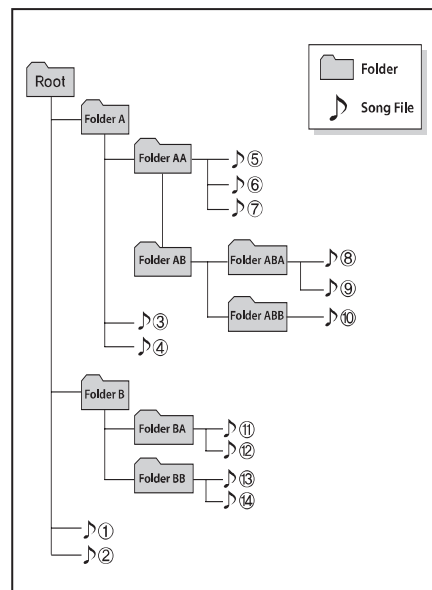 Root
Folder
Song File
Folder A
Folder AA
⑤
⑥
⑦
Folder AB
Folder ABA
⑧
⑨
Folder ABB
⑩
③
④
Folder B
Folder BA
⑪
⑫
Folder BB
⑬
⑭
①
②